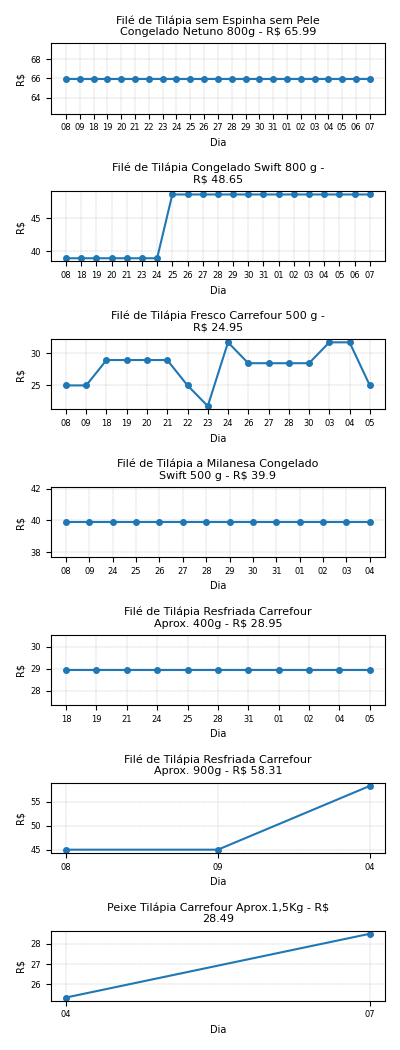 Filé de Tilápia sem Espinha sem Pele
Congelado Netuno 800g - R$ 65.99
68
66
64
R$
08 09 18 19 20 21 22 23 24 25 26 27 28 29 30 31 01 02 03 04 05 06 07
Dia
Filé de Tilápia Congelado Swift 800 g -
R$ 48.65
45
40
R$
08 18 19 20 21 23 24 25 26 27 28 29 30 31 01 02 03 04 05 06 07
Dia
Filé de Tilápia Fresco Carrefour 500 g -
R$ 24.95
30
25
R$
08 09 18 19 20 21 22 23 24 26 27 28 30 03 04 05
Dia
Filé de Tilápia a Milanesa Congelado
Swift 500 g - R$ 39.9
42
40
38
R$
08 09 24 25 26 27 28 29 30 31 01 02 03 04
Dia
Filé de Tilápia Resfriada Carrefour
Aprox. 400g - R$ 28.95
30
29
28
R$
18 19 21 24 25 28 31 01 02 04 05
Dia
Filé de Tilápia Resfriada Carrefour
Aprox. 900g - R$ 58.31
55
50
45
R$
08 09 04
Dia
Peixe Tilápia Carrefour Aprox.1,5Kg - R$
28.49
28
27
26
R$
04 07
Dia